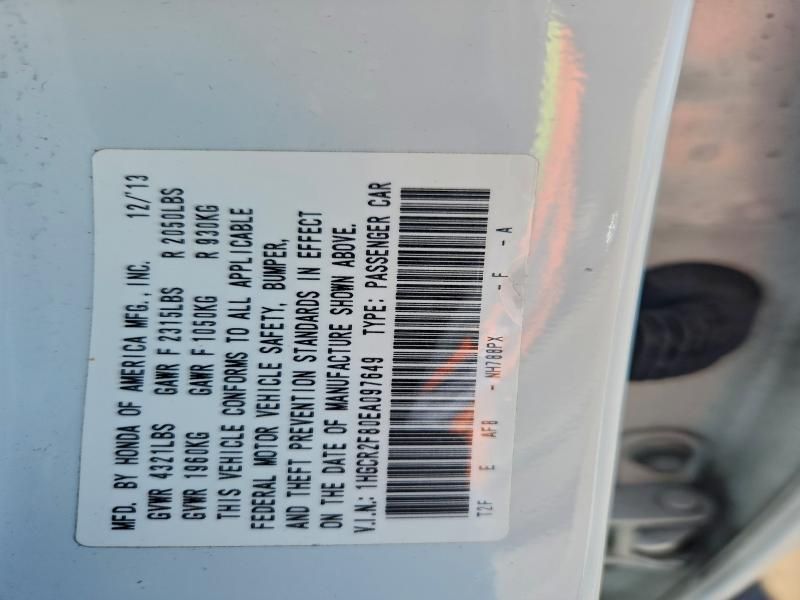 MFD. BY HONDA OF AMERICA MFG., INC. 12/13
GVWR 4321LBS GAWR F 2315LBS R 2050LBS
GVWR 1960KG GAWR F 1050KG R 930KG
THIS VEHICLE CONFORMS TO ALL APPLICABLE
FEDERAL MOTOR VEHICLE SAFETY, BUMPER,
AND THEFT PREVENTION STANDARDS IN EFFECT
ON THE DATE OF MANUFACTURE SHOWN ABOVE.
V.I.N.: 1HGCR2F80EA097649 TYPE: PASSENGER CAR
T2F E AFB - NH788PX - F - A